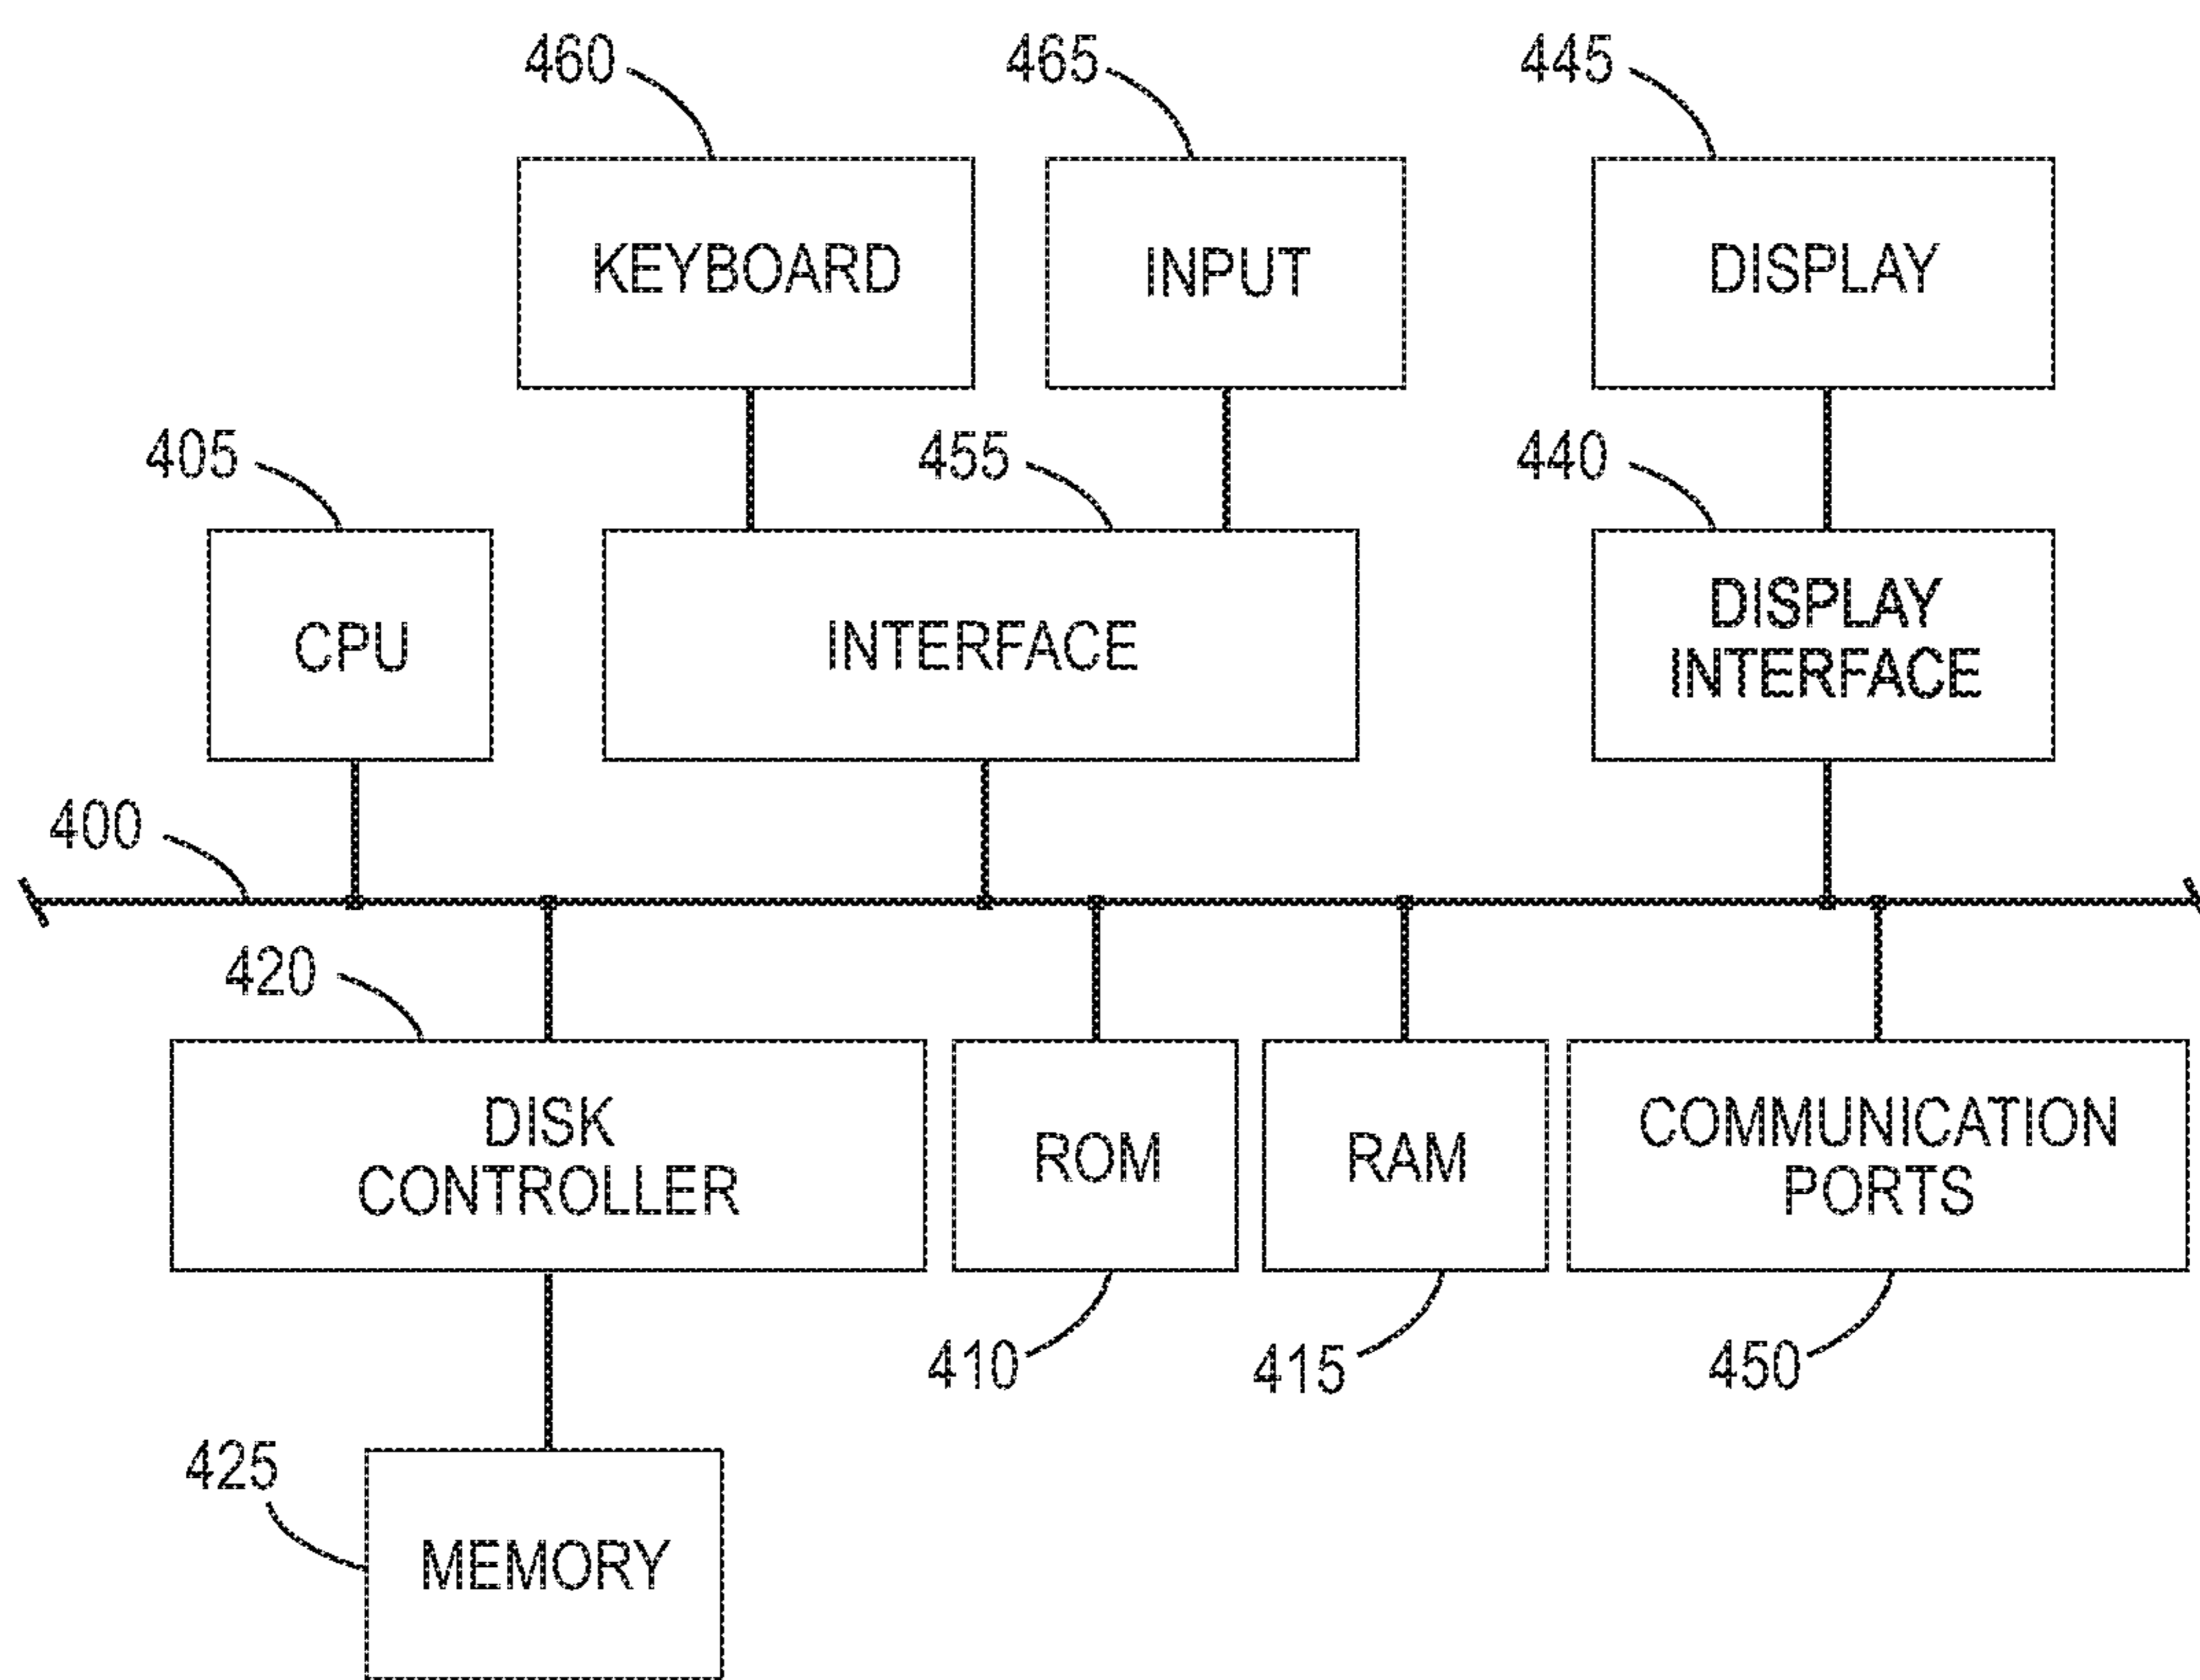 460
465
445
KEYBOARD
INPUT
DISPLAY
405
455
440
CPU
INTERFACE
DISPLAY
INTERFACE
400
420
DISK
CONTROLLER
ROM
RAM
COMMUNICATION
PORTS
410
415
450
425
MEMORY